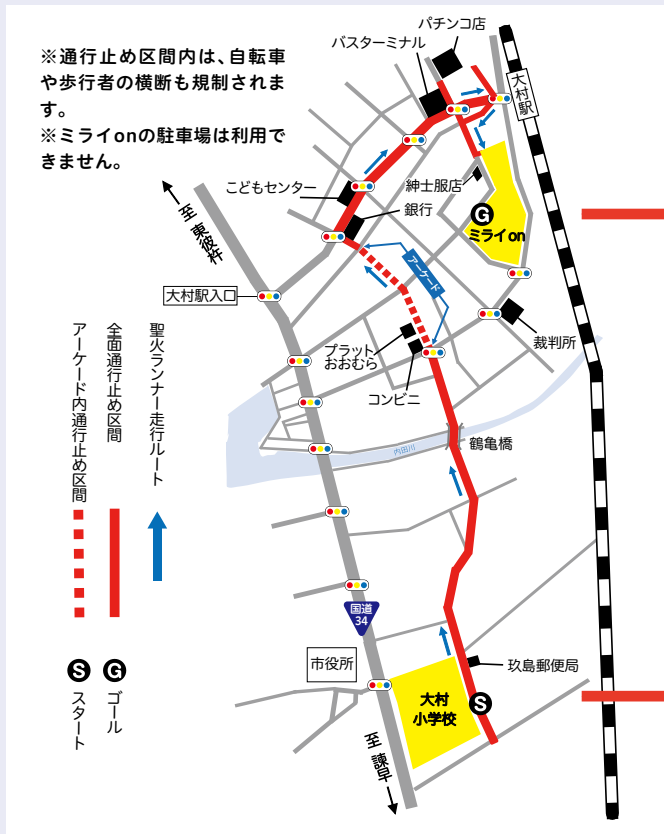 ※通行止め区間内は、自転車
や歩行者の横断も規制されま
す。
※ミライonの駐車場は利用で
きません。
パチンコ店
バスターミナル
大村駅
こどもセンター
紳士服店
銀行
G
ミライon
至 東彼杵
アーケード
大村駅入口
裁判所
プラット
おおむら
コンビニ
鶴亀橋
内田川
聖火ランナー走行ルート
全面通行止め区間
アーケード内通行止め区間
国道
34
市役所
玖島郵便局
大村
小学校
S
G
ゴール
S
スタート
至 諫早